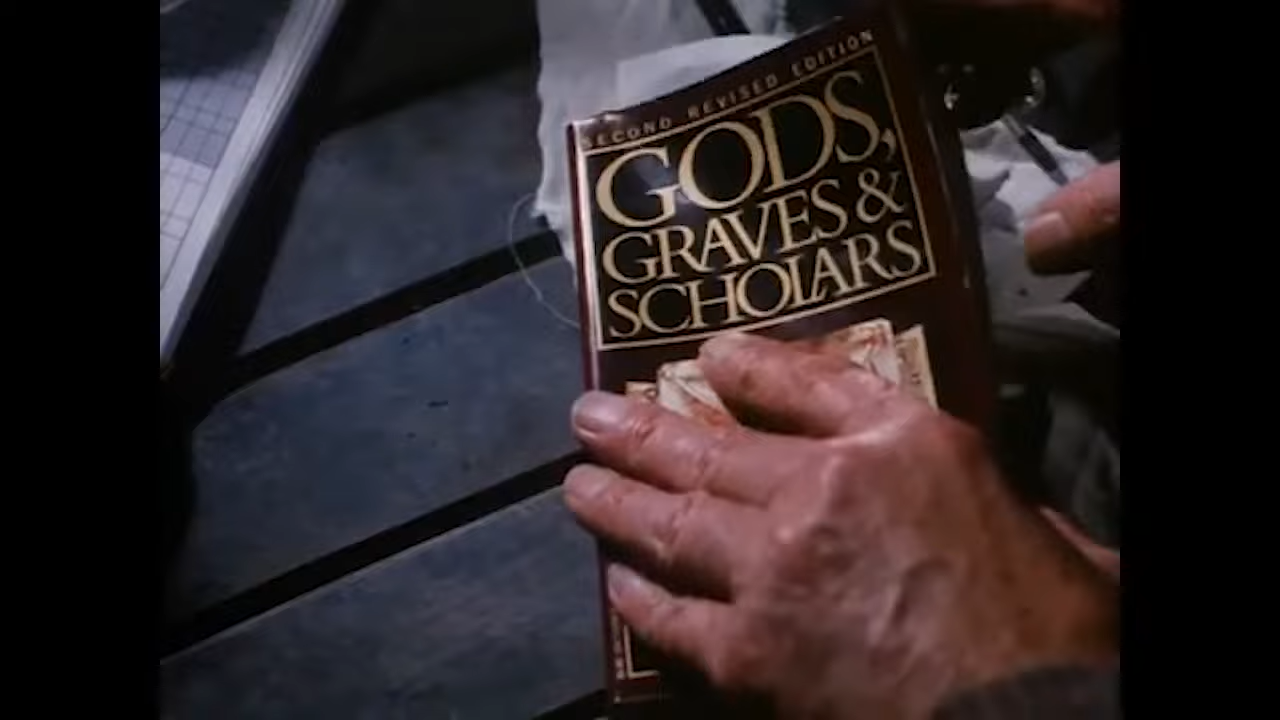 SECOND REVISED EDITION
GODS,
GRAVES &
SCHOLARS